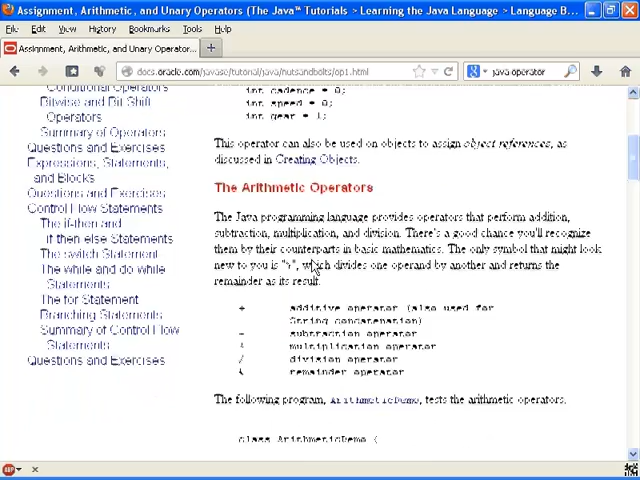 Assignment, Arithmetic, and Unary Operators (The Java™ Tutorials > Learning the Java Language > Language B...
File Edit View History Bookmarks Tools Help
Assignment, Arithmetic, and Unary Operator...
docs.oracle.com/javase/tutorial/java/nutsandbolts/op1.html
java operator
Conditional Operators
Bitwise and Bit Shift
Operators
Summary of Operators
Questions and Exercises
Expressions, Statements,
and Blocks
Questions and Exercises
Control Flow Statements
The if-then and
if then else Statements
The switch Statement
The while and do while
Statements
The for Statement
Branching Statements
Summary of Control Flow
Statements
Questions and Exercises
int cadence = 0;
int speed = 0;
int gear = 1;
This operator can also be used on objects to assign object references, as
discussed in Creating Objects.
The Arithmetic Operators
The Java programming language provides operators that perform addition,
subtraction, multiplication, and division. There's a good chance you'll recognize
them by their counterparts in basic mathematics. The only symbol that might look
new to you is "%", which divides one operand by another and returns the
remainder as its result.
+ additive operator (also used for
String concatenation)
- subtraction operator
* multiplication operator
/ division operator
% remainder operator
The following program, ArithmeticDemo, tests the arithmetic operators.
class ArithmeticDemo {